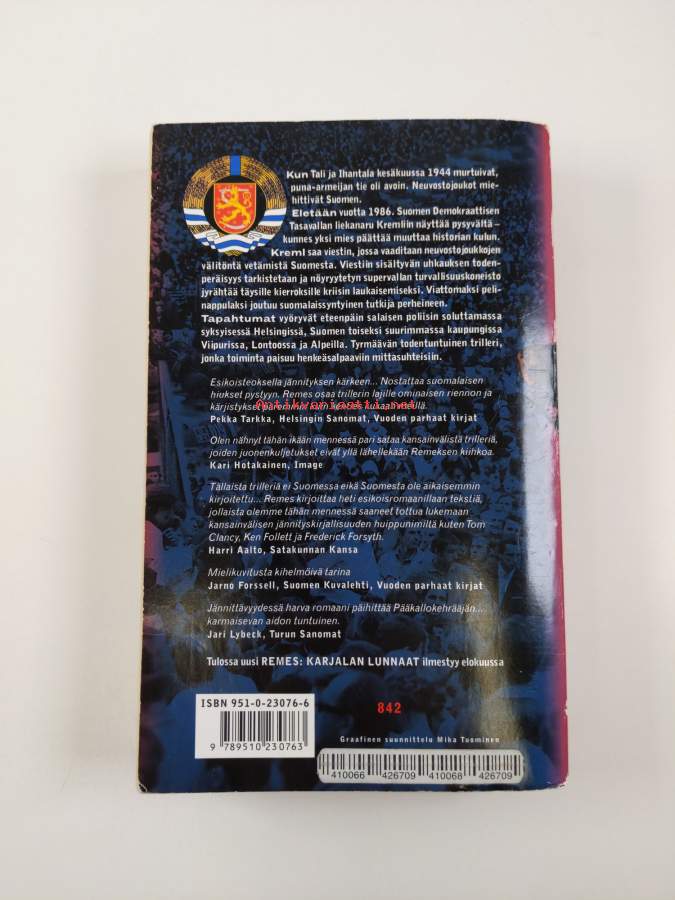 Kun Tali ja Ihantala kesäkuussa 1944 murtuivat,
puna-armeijan tie oli avoin. Neuvostojoukot mie-
hittivät Suomen.
Eletään vuotta 1986. Suomen Demokraattisen
Tasavallan liekanaru Kremliin näyttää pysyvältä –
kunnes yksi mies päättää muuttaa historian kulun.
Kreml saa viestin, jossa vaaditaan neuvostojoukkojen
välitöntä vetämistä Suomesta. Viestiin sisältyvän uhkauksen toden-
peräisyys tarkistetaan ja nöyryytetyn supervallan turvallisuuskoneisto
jyrähtää täysille kierroksille kriisin laukaisemiseksi. Viattomaksi peli-
nappulaksi joutuu suomalaissyntyinen tutkija perheineen.
Tapahtumat vyöryvät eteenpäin salaisen poliisin soluttamassa
syksyisessä Helsingissä, Suomen toiseksi suurimmassa kaupungissa
Viipurissa, Lontoossa ja Alpeilla. Tyrmäävän todentuntuinen trilleri,
jonka toiminta paisuu henkeäsalpaaviin mittasuhteisiin.
Esikoisteoksella jännityksen kärkeen... Nostattaa suomalaisen
hiukset pystyyn. Remes osaa trillerin lajille ominaisen riennon ja
kärjistykset paremmin kuin kukaan meillä.
Antikvariaatti.net
Pekka Tarkka, Helsingin Sanomat, Vuoden parhaat kirjat
Olen nähnyt tähän ikään mennessä pari sataa kansainvälistä trilleriä,
joiden juonenkuljetukset eivät yllä lähellekään Remeksen kiihkoa.
Kari Hotakainen, Image
Tällaista trilleriä ei Suomessa eikä Suomesta ole aikaisemmin
kirjoitettu... Remes kirjoittaa heti esikoisromaanillaan tekstiä,
jollaista olemme tähän mennessä saaneet tottua lukemaan
kansainvälisen jännityskirjallisuuden huippunimiltä kuten Tom
Clancy, Ken Follett ja Frederick Forsyth.
Harri Aalto, Satakunnan Kansa
Mielikuvitusta kihelmöivä tarina
Jarno Forssell, Suomen Kuvalehti, Vuoden parhaat kirjat
Jännittävyydessä harva romaani päihittää Pääkallokehrääjän...
karmaisevan aidon tuntuinen.
Jari Lybeck, Turun Sanomat
Tulossa uusi REMES: KARJALAN LUNNAAT ilmestyy elokuussa
ISBN 951-0-23076-6
9 789510 230763
842
Graafinen suunnittelu Mika Tuominen
410066 426709 410068 426709